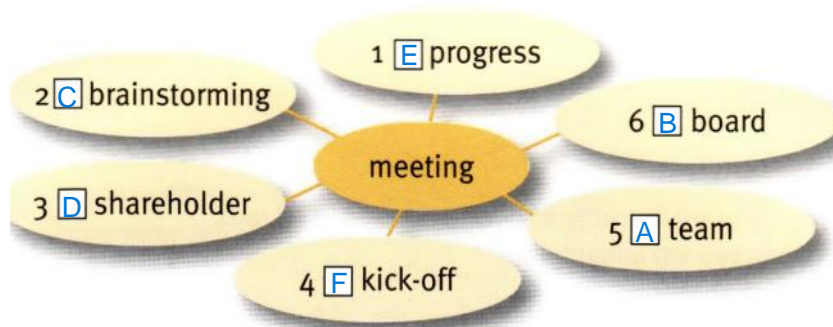 1 E progress
2 C brainstorming
6 B board
meeting
3 D shareholder
5 A team
4 F kick-off